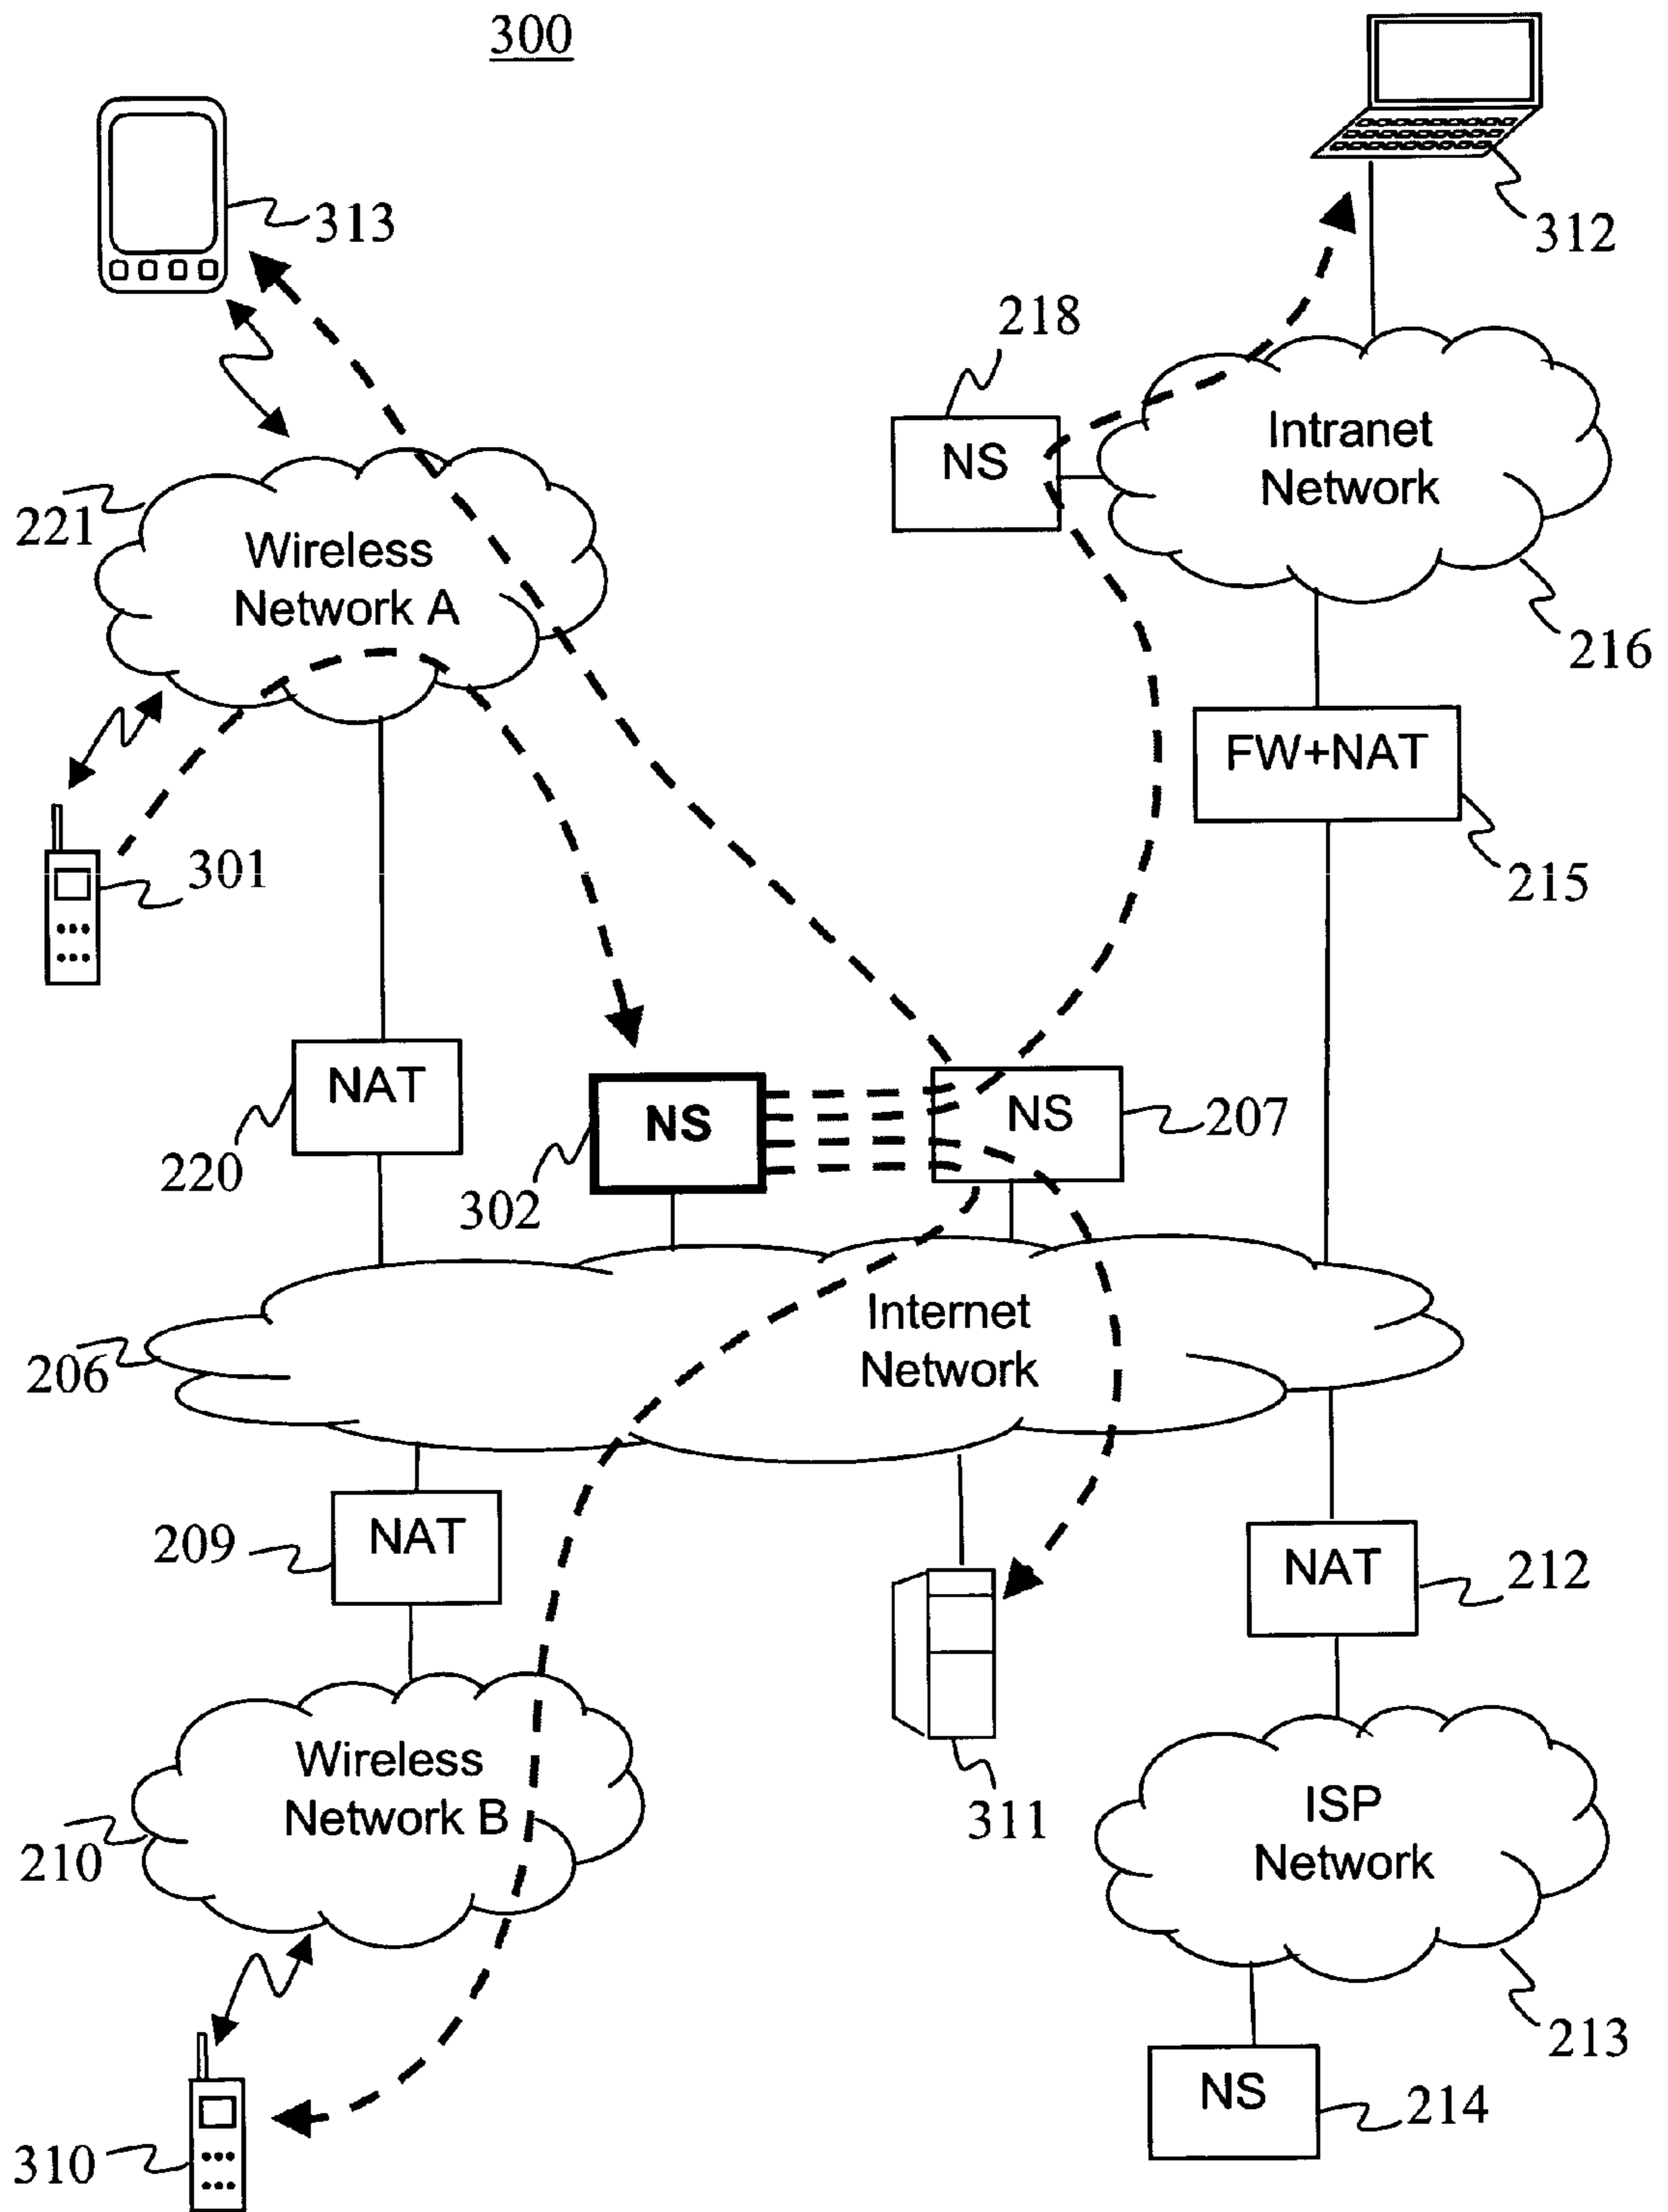 300
313
312
218
NS
Intranet
Network
221
Wireless
Network A
216
FW+NAT
301
215
NAT
NS
NS
207
220
302
Internet
Network
206
NAT
209
NAT
212
Wireless
Network B
311
ISP
Network
210
213
NS
214
310